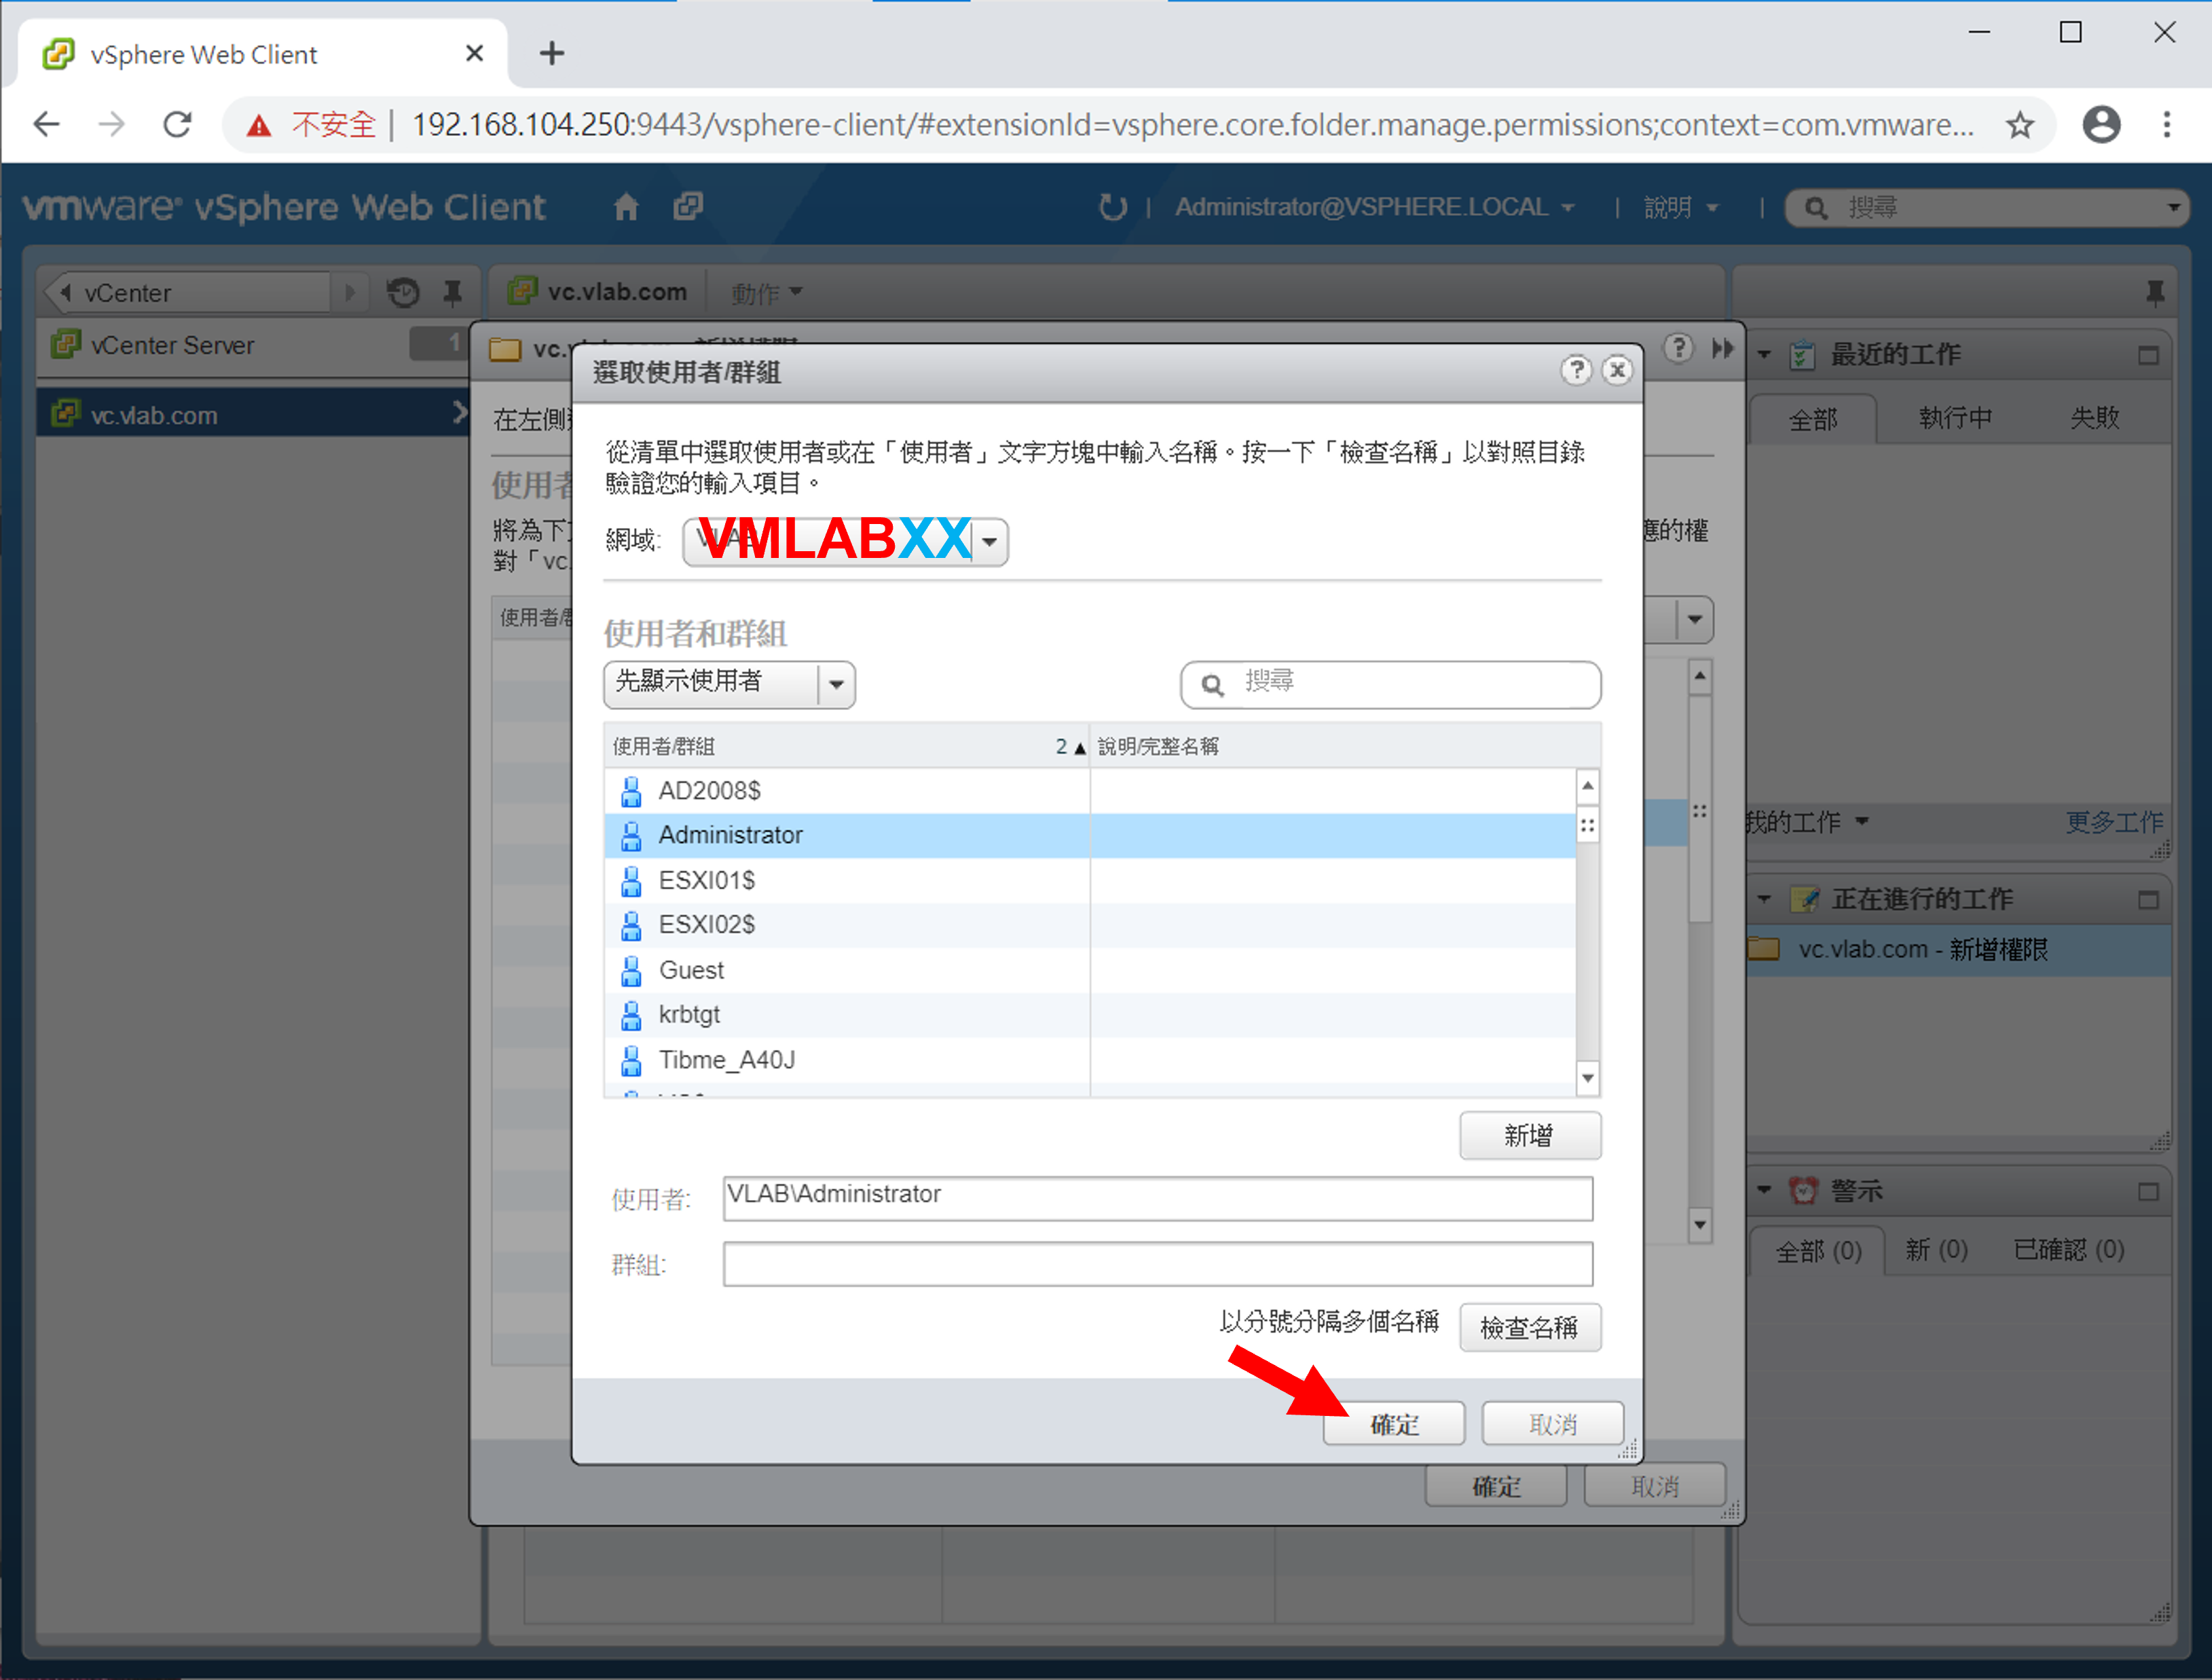 vSphere Web Client
不安全
192.168.104.250:9443/vsphere-client/#extensionId=vsphere.core.folder.manage.permissions;context=com.vmware...
vmware® vSphere Web Client
Administrator@VSPHERE.LOCAL
說明
搜尋
vCenter
vCenter Server
1
vc.vlab.com
vc.vlab.com
動作
在左側
使用者
將為下
對「vc.
應的權
使用者/群
選取使用者/群組
從清單中選取使用者或在「使用者」文字方塊中輸入名稱。按一下「檢查名稱」以對照目錄
驗證您的輸入項目。
網域:
VMLABXX
使用者和群組
先顯示使用者
搜尋
使用者/群組
2
說明/完整名稱
AD2008$
Administrator
ESXI01$
ESXI02$
Guest
krbtgt
Tibme_A40J
新增
使用者:
VLAB\Administrator
群組:
以分號分隔多個名稱
檢查名稱
確定
取消
確定
取消
最近的工作
全部
執行中
失敗
我的工作
更多工作
正在進行的工作
vc.vlab.com - 新增權限
警示
全部 (0)
新 (0)
已確認 (0)